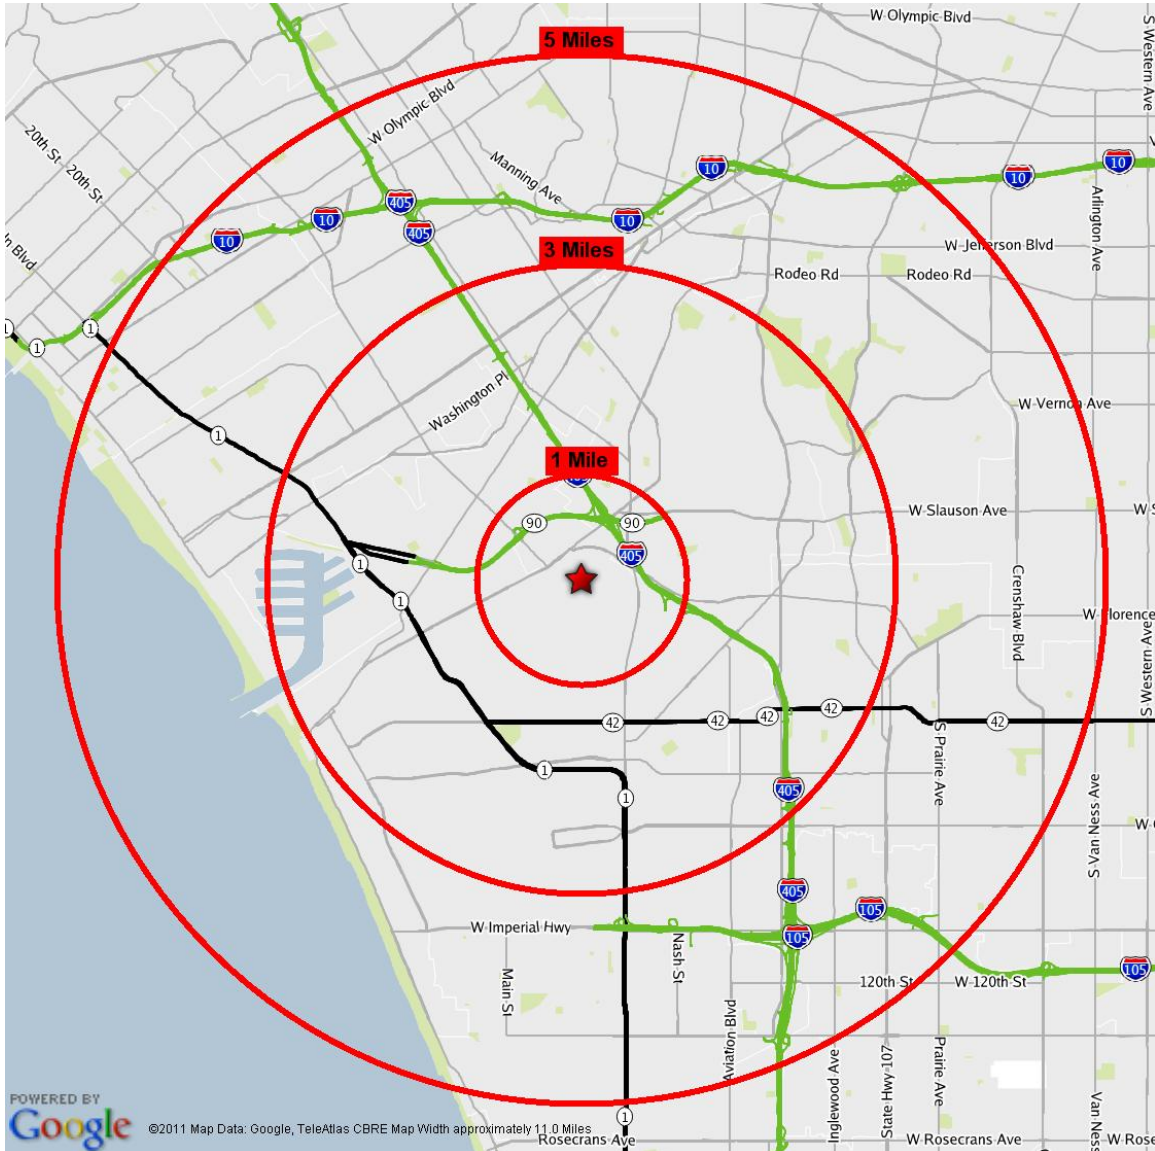 W Olympic Blvd
S Western Ave
5 Miles
W Olympic Blvd
20th St
20th St
Manning Ave
10
10
10
405
10
10
405
10
Arlington Ave
ln Blvd
3 Miles
W Jefferson Blvd
Rodeo Rd
Rodeo Rd
1
1
1
Washington Pl
W Vernon Ave
1
1 Mile
W Slauson Ave
W S
90
90
405
1
Crenshaw Blvd
1
W Florence
S Western Ave
42
42
42
42
42
S Prairie Ave
1
405
1
S Van Ness Ave
W C
405
105
W Imperial Hwy
105
Nash St
Main St
105
120th St
W 120th St
Aviation Blvd
Inglewood Ave
State Hwy 107
Prairie Ave
Van Ness
POWERED BY
Google
©2011 Map Data: Google, TeleAtlas CBRE Map Width approximately 11.0 Miles
1
Rosecrans Ave
W Rosecrans Ave
W Rose